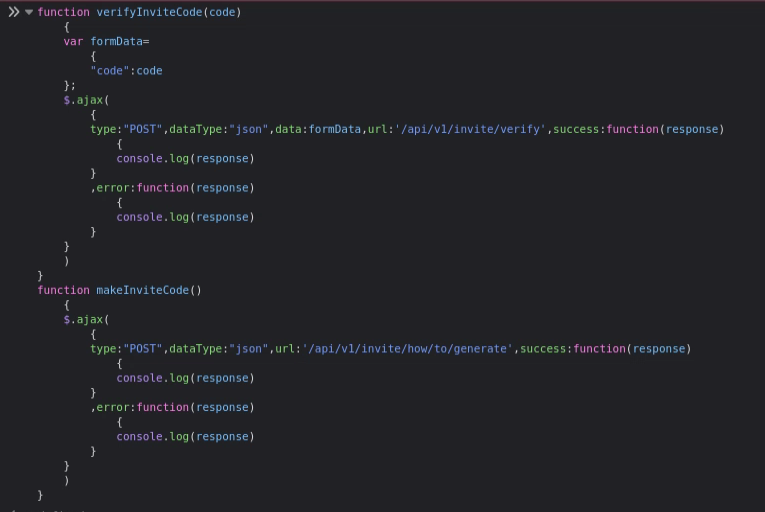 function verifyInviteCode(code)
{
var formData=
{
"code":code
};
$.ajax(
{
type:"POST",dataType:"json",data:formData,url:'/api/v1/invite/verify',success:function(response)
{
console.log(response)
}
,error:function(response)
{
console.log(response)
}
}
)
}
function makeInviteCode()
{
$.ajax(
{
type:"POST",dataType:"json",url:'/api/v1/invite/how/to/generate',success:function(response)
{
console.log(response)
}
,error:function(response)
{
console.log(response)
}
}
)
}